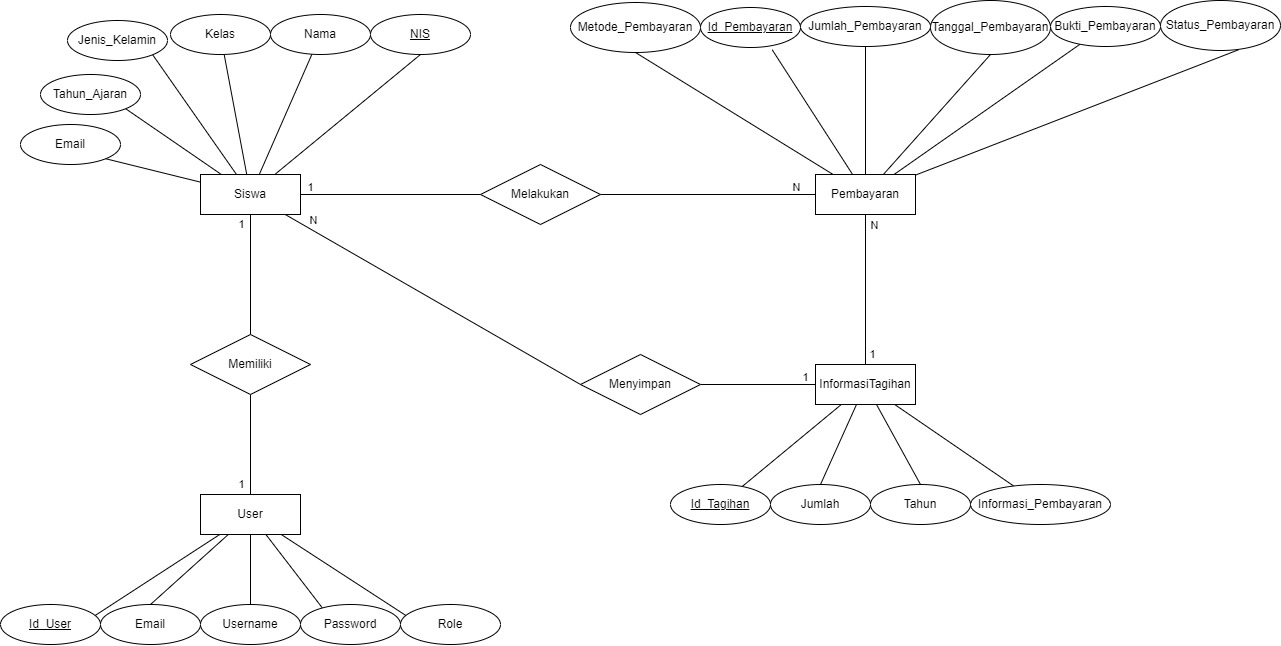 Jenis_Kelamin
Kelas
Nama
NIS
Metode_Pembayaran
Id_Pembayaran
Jumlah_Pembayaran
Tanggal_Pembayaran
Bukti_Pembayaran
Status_Pembayaran
Tahun_Ajaran
Email
Siswa
1
Melakukan
N
Pembayaran
1
N
N
Memiliki
Menyimpan
1
1
InformasiTagihan
1
User
Id_Tagihan
Jumlah
Tahun
Informasi_Pembayaran
Id_User
Email
Username
Password
Role